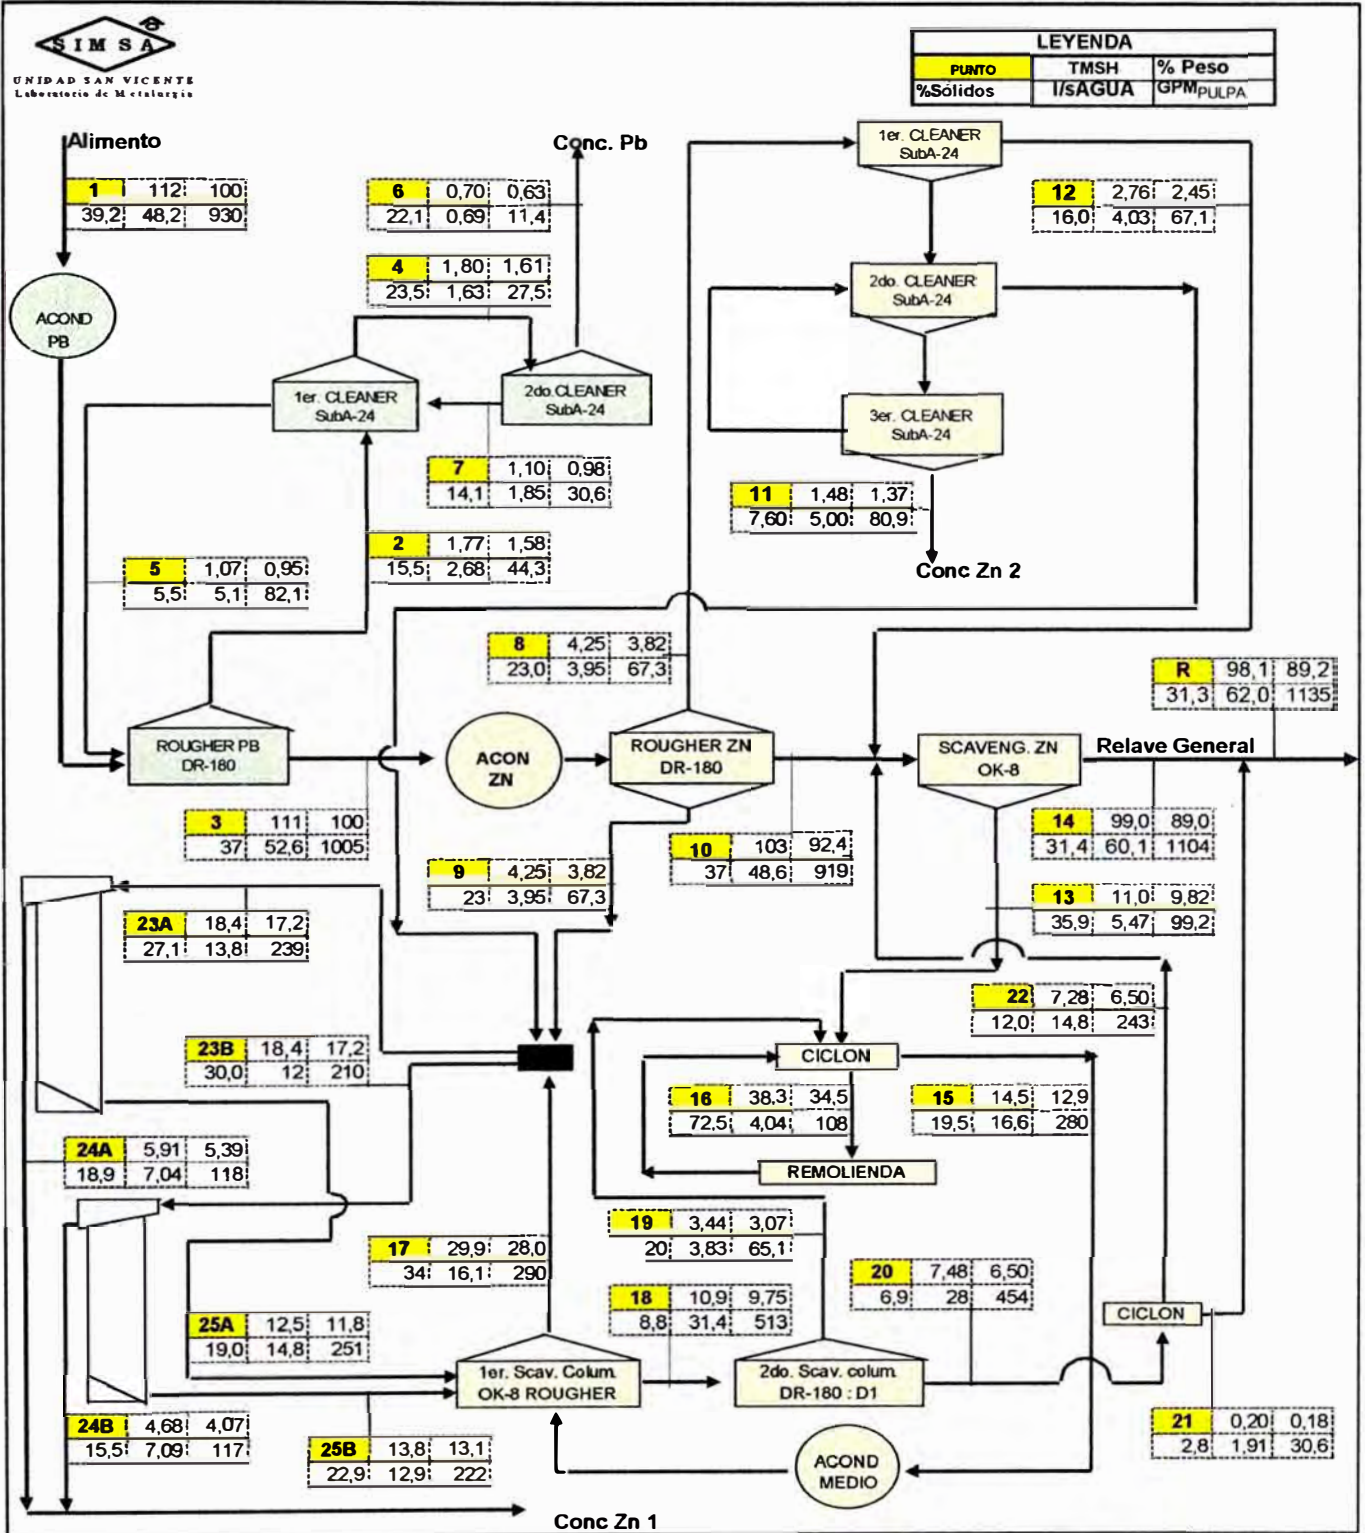 SIMSA
UNIDAD SAN VICENTE
Laboratorio de Metalurgia
LEYENDA
PUNTO TMSH % Peso
%Sólidos l/sAGUA GPM PULPA
Alimento
Conc. Pb
1er. CLEANER
SubA-24
1 112 100
39,2 48,2 930
6 0,70 0,63
22,1 0,69 11,4
12 2,76 2,45
16,0 4,03 67,1
4 1,80 1,61
23,5 1,63 27,5
2do. CLEANER
SubA-24
ACOND
PB
1er. CLEANER
SubA-24
2do.CLEANER
SubA-24
3er. CLEANER
SubA-24
7 1,10 0,98
14,1 1,85 30,6
11 1,48 1,37
7,60 5,00 80,9
2 1,77 1,58
15,5 2,68 44,3
5 1,07 0,95
5,5 5,1 82,1
Conc Zn 2
8 4,25 3,82
23,0 3,95 67,3
R 98,1 89,2
31,3 62,0 1135
ROUGHER PB
DR-180
ACON
ZN
ROUGHER ZN
DR-180
SCAVENG. ZN
OK-8
Relave General
3 111 100
37 52,6 1005
10 103 92,4
37 48,6 919
14 99,0 89,0
31,4 60,1 1104
9 4,25 3,82
23 3,95 67,3
13 11,0 9,82
35,9 5,47 99,2
23A 18,4 17,2
27,1 13,8 239
22 7,28 6,50
12,0 14,8 243
23B 18,4 17,2
30,0 12 210
CICLON
16 38,3 34,5
72,5 4,04 108
15 14,5 12,9
19,5 16,6 280
24A 5,91 5,39
18,9 7,04 118
REMOLIENDA
19 3,44 3,07
20 3,83 65,1
17 29,9 28,0
34 16,1 290
20 7,48 6,50
6,9 28 454
18 10,9 9,75
8,8 31,4 513
CICLON
25A 12,5 11,8
19,0 14,8 251
1er. Scav. Colum.
OK-8 ROUGHER
2do. Scav. colum.
DR-180 : D1
24B 4,68 4,07
15,5 7,09 117
21 0,20 0,18
2,8 1,91 30,6
25B 13,8 13,1
22,9 12,9 222
ACOND
MEDIO
Conc Zn 1